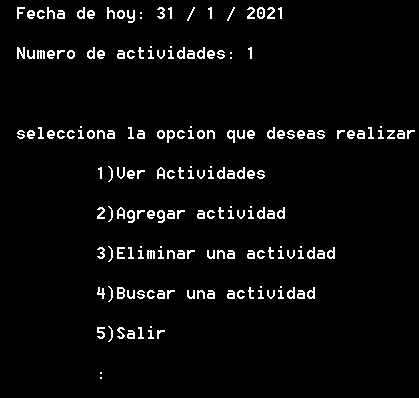 Fecha de hoy: 31 / 1 / 2021
Numero de actividades: 1
selecciona la opcion que deseas realizar
1)Ver Actividades
2)Agregar actividad
3)Eliminar una actividad
4)Buscar una actividad
5)Salir
: